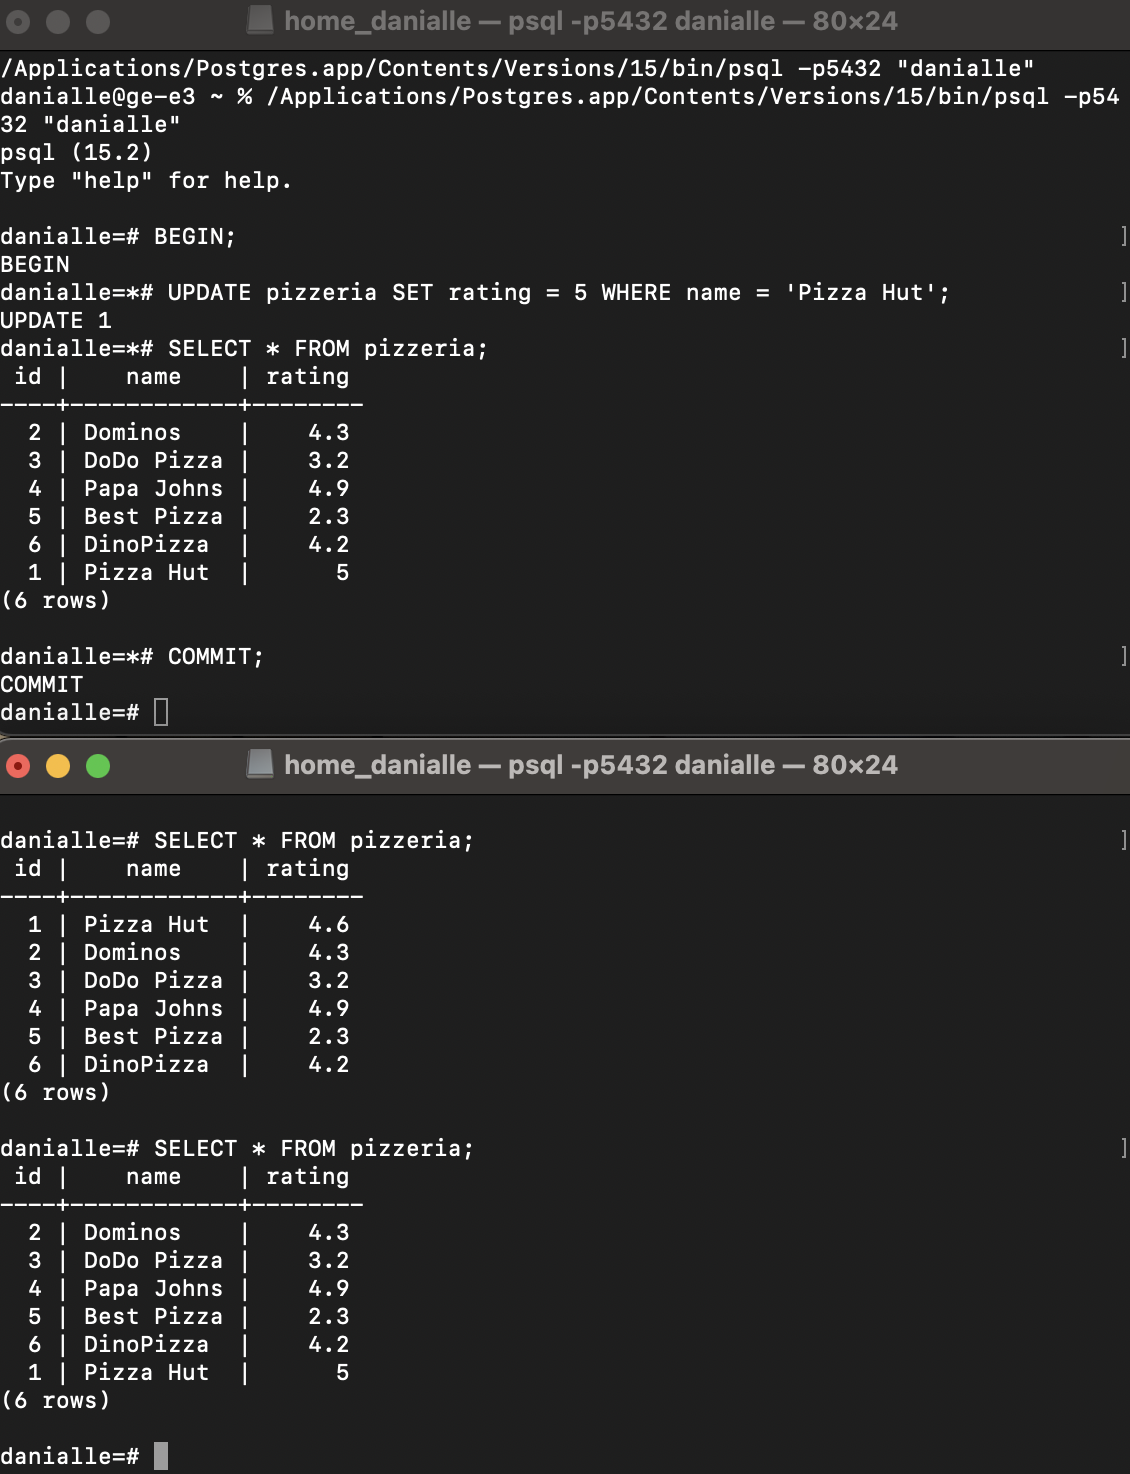 home_danialle — psql -p5432 danialle — 80×24
/Applications/Postgres.app/Contents/Versions/15/bin/psql -p5432 "danialle"
danialle@ge-e3 ~ % /Applications/Postgres.app/Contents/Versions/15/bin/psql -p54
32 "danialle"
psql (15.2)
Type "help" for help.

danialle=# BEGIN;
BEGIN
danialle=*# UPDATE pizzeria SET rating = 5 WHERE name = 'Pizza Hut';
UPDATE 1
danialle=*# SELECT * FROM pizzeria;
 id |    name    | rating
----+------------+--------
  2 | Dominos    |    4.3
  3 | DoDo Pizza |    3.2
  4 | Papa Johns |    4.9
  5 | Best Pizza |    2.3
  6 | DinoPizza  |    4.2
  1 | Pizza Hut  |      5
(6 rows)

danialle=*# COMMIT;
COMMIT
danialle=#
home_danialle — psql -p5432 danialle — 80×24

danialle=# SELECT * FROM pizzeria;
 id |    name    | rating
----+------------+--------
  1 | Pizza Hut  |    4.6
  2 | Dominos    |    4.3
  3 | DoDo Pizza |    3.2
  4 | Papa Johns |    4.9
  5 | Best Pizza |    2.3
  6 | DinoPizza  |    4.2
(6 rows)

danialle=# SELECT * FROM pizzeria;
 id |    name    | rating
----+------------+--------
  2 | Dominos    |    4.3
  3 | DoDo Pizza |    3.2
  4 | Papa Johns |    4.9
  5 | Best Pizza |    2.3
  6 | DinoPizza  |    4.2
  1 | Pizza Hut  |      5
(6 rows)

danialle=#